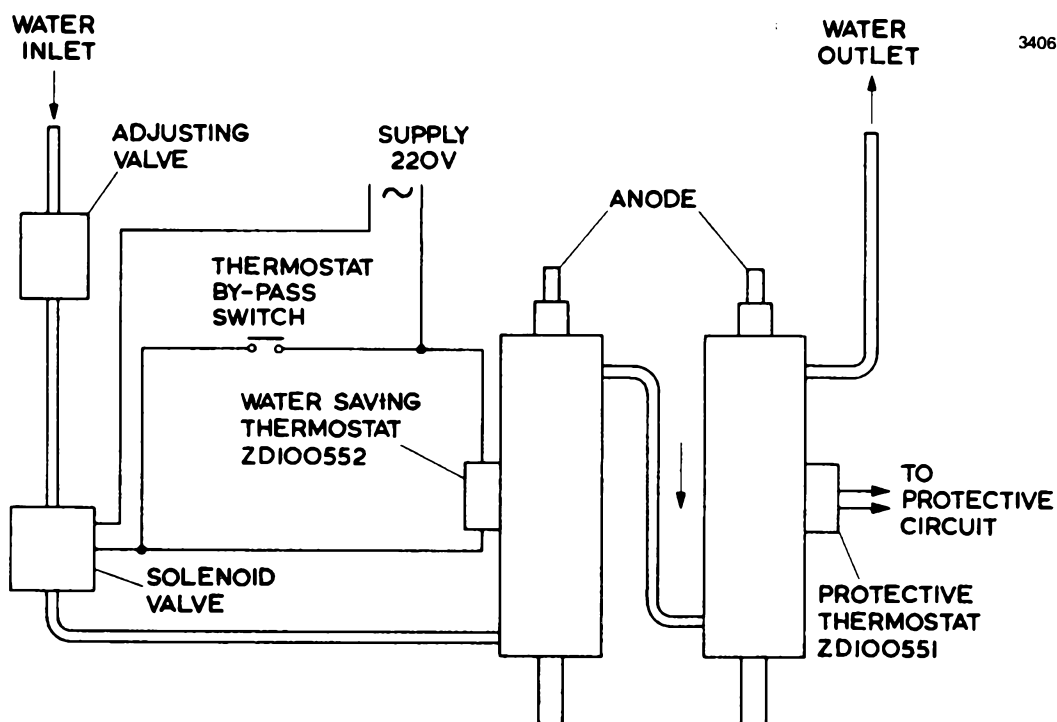 WATER
INLET
WATER
OUTLET
3406
ADJUSTING
VALVE
SUPPLY
220V
~
ANODE
THERMOSTAT
BY-PASS
SWITCH
WATER SAVING
THERMOSTAT
ZD100552
TO
PROTECTIVE
CIRCUIT
SOLENOID
VALVE
PROTECTIVE
THERMOSTAT
ZD100551